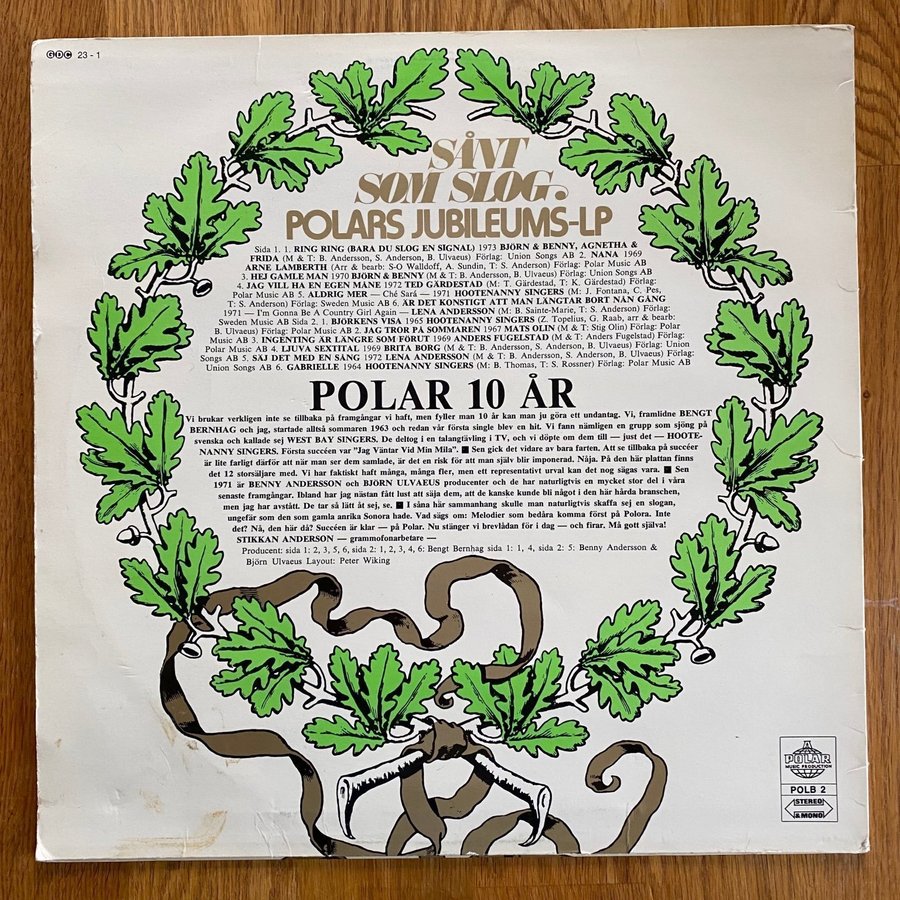 GDC 23 - 1
SÅNT
SOM SLOG.
POLARS JUBILEUMS-LP
Sida 1. 1. RING RING (BARA DU SLOG EN SIGNAL) 1973 BJÖRN & BENNY, AGNETHA &
FRIDA (M & T: B. Andersson, S. Anderson, B. Ulvaeus) Förlag: Union Songs AB 2. NANA 1969
ARNE LAMBERTH (Arr & bearb: S-O Walldoff, A. Sundin, T: S. Anderson) Förlag: Polar Music AB
3. HEJ GAMLE MAN 1970 BJÖRN & BENNY (M & T: B. Andersson, B. Ulvaeus) Förlag: Union Songs AB
4. JAG VILL HA EN EGEN MÅNE 1972 TED GÄRDESTAD (M: T. Gärdestad, T: K. Gärdestad) Förlag:
Polar Music AB 5. ALDRIG MER — Ché Sará — 1971 HOOTENANNY SINGERS (M: J. Fontana, C. Pes,
T: S. Anderson) Förlag: Sweden Music AB 6. ÄR DET KONSTIGT ATT MAN LÄNGTAR BORT NÅN GÅNG
1971 — I'm Gonna Be A Country Girl Again — LENA ANDERSSON (M: B. Sainte-Marie, T: S. Anderson) Förlag:
Sweden Music AB Sida 2. 1. BJÖRKENS VISA 1965 HOOTENANNY SINGERS (Z. Topelius, G. Raab, arr & bearb:
B. Ulvaeus) Förlag: Polar Music AB 2. JAG TROR PÅ SOMMAREN 1967 MATS OLIN (M & T: Stig Olin) Förlag:
Polar Music AB 3. INGENTING ÄR LÄNGRE SOM FÖRUT 1969 ANDERS FUGELSTAD (M & T: Anders Fugelstad) Förlag:
Polar Music AB 4. LJUVA SEXTITAL 1969 BRITA BORG (M & T: B. Andersson, S. Anderson, B. Ulvaeus) Förlag: Union
Songs AB 5. SÄJ DET MED EN SÅNG 1972 LENA ANDERSSON (M & T: B. Andersson, S. Anderson, B. Ulvaeus) Förlag:
Union Songs AB 6. GABRIELLE 1964 HOOTENANNY SINGERS (M: B. Thomas, T: S. Rossner) Förlag: Polar Music AB
POLAR 10 ÅR
Vi brukar verkligen inte se tillbaka på framgångar vi haft, men fyller man 10 år kan man ju göra ett undantag. Vi, framlidne BENGT
BERNHAG och jag, startade alltså sommaren 1963 och redan vår första single blev en hit. Vi fann nämligen en grupp som sjöng på
svenska och kallade sej WEST BAY SINGERS. De deltog i en talangtävling i TV, och vi döpte om dem till — just det — HOOTE-
NANNY SINGERS. Första succéen var "Jag Väntar Vid Min Mila". ■ Sen gick det vidare av bara farten. Att se tillbaka på succéer
är lite farligt därför att när man ser dem samlade, är det en risk för att man själv blir imponerad. Nåja. På den här plattan finns
det 12 storsäljare med. Vi har faktiskt haft många, många fler, men ett representativt urval kan det nog sägas vara. ■ Sen
1971 är BENNY ANDERSSON och BJÖRN ULVAEUS producenter och de har naturligtvis en mycket stor del i våra
senaste framgångar. Ibland har jag nästan fått lust att säja dem, att de kanske kunde bli något i den här hårda branschen,
men jag har avstått. De tar så lätt åt sej, se. ■ I såna här sammanhang skulle man naturligtvis skaffa sej en slogan,
ungefär som den som gamla anrika Sonora hade. Vad sägs om: Melodier som bedåra komma först på Polora. Inte
det? Nå, den här då? Succéen är klar — på Polar. Nu stänger vi brevlådan för i dag — och firar. Må gott själva!
STIKKAN ANDERSON — grammofonarbetare —
Producent: sida 1: 2, 3, 5, 6, sida 2: 1, 2, 3, 4, 6: Bengt Bernhag sida 1: 1, 4, sida 2: 5: Benny Andersson &
Björn Ulvaeus Layout: Peter Wiking
POLAR
MUSIC PRODUCTION
POLB 2
STEREO
& MONO